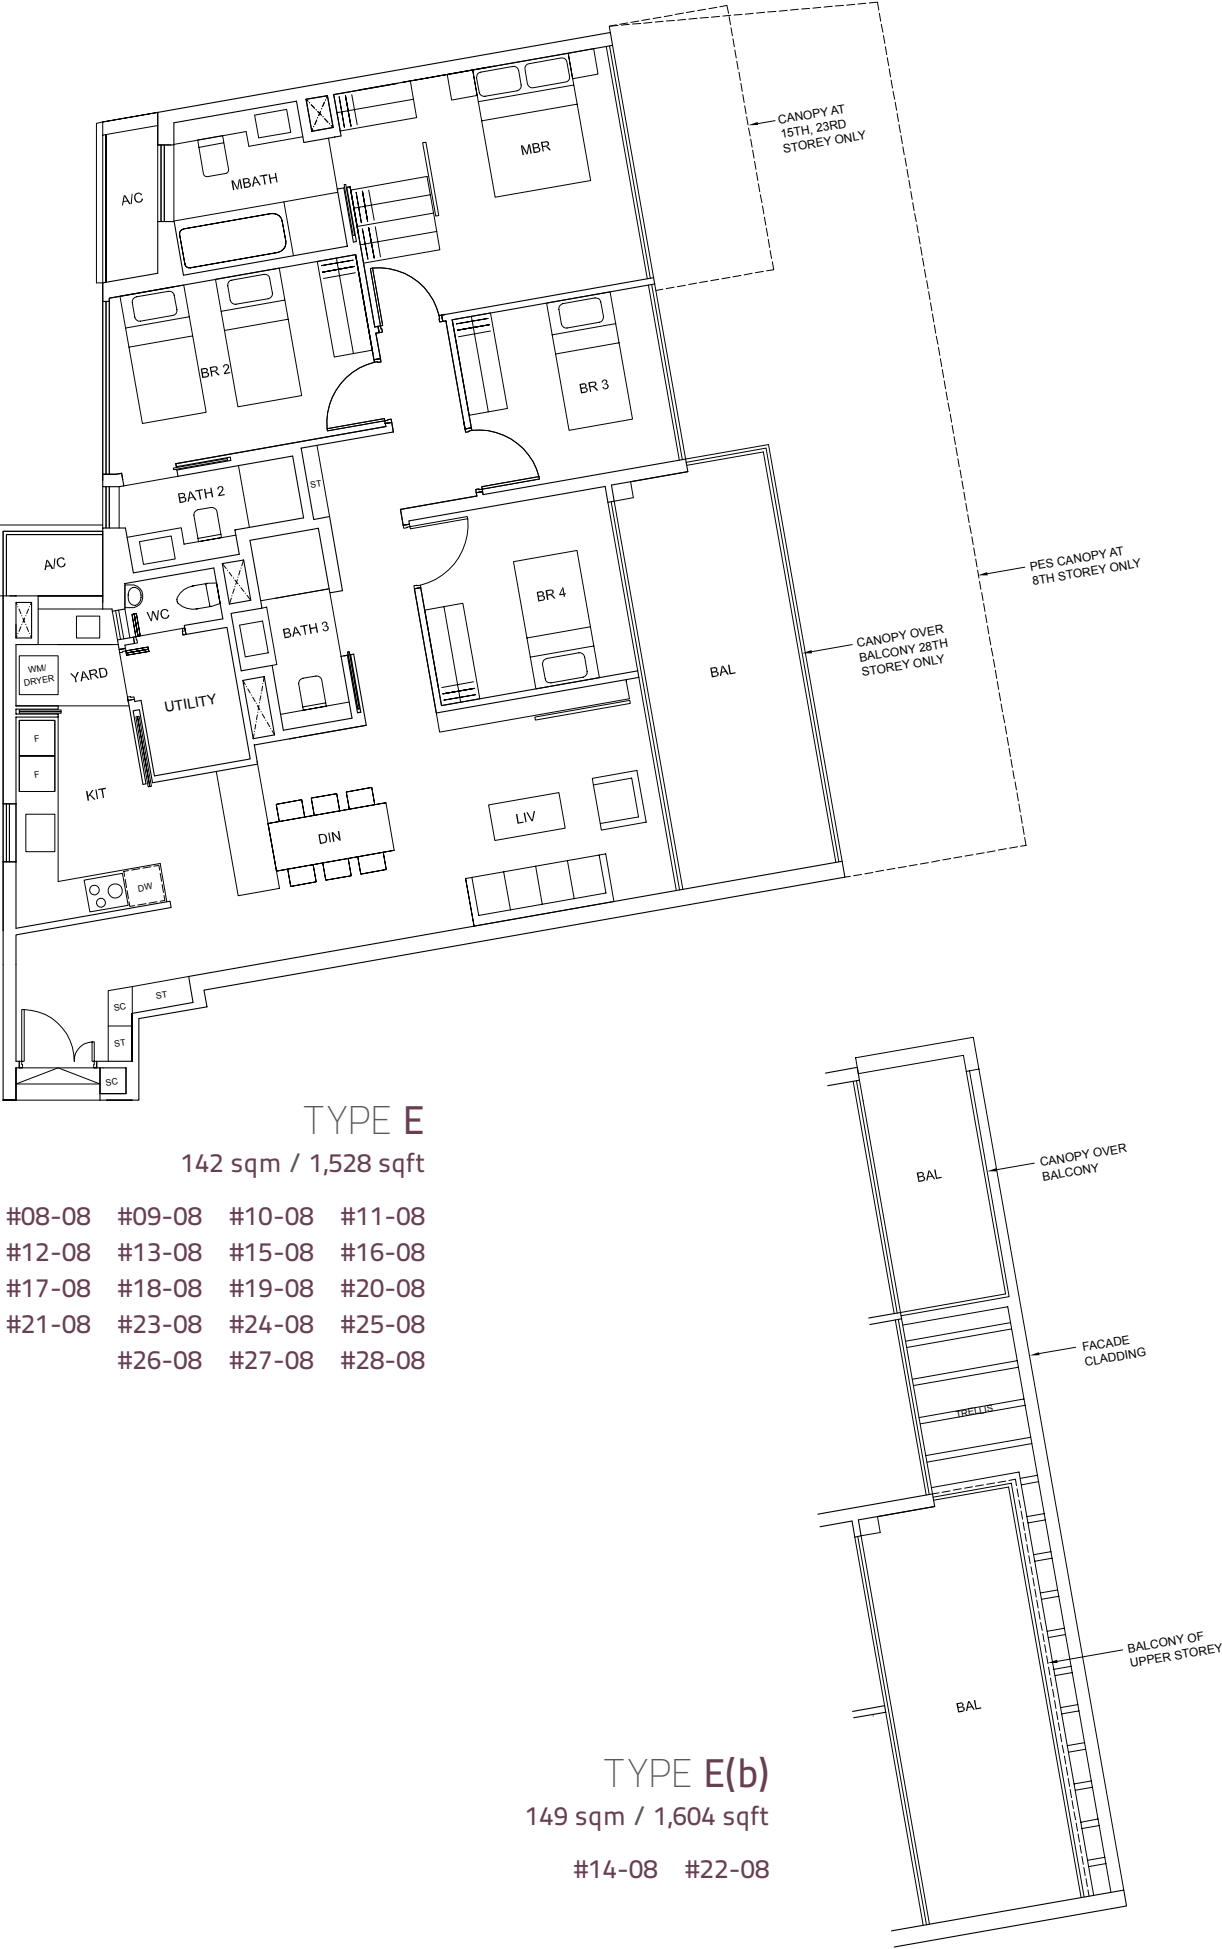 CANOPY AT
15TH, 23RD
STOREY ONLY
MBR
MBATH
A/C
BR 2
BR 3
BATH 2
ST
A/C
WC
BATH 3
BR 4
PES CANOPY AT
8TH STOREY ONLY
CANOPY OVER
BALCONY 28TH
STOREY ONLY
BAL
WM/
DRYER
YARD
UTILITY
F
F
KIT
DIN
LIV
DW
SC
ST
ST
SC
TYPE E
142 sqm / 1,528 sqft
#08-08 #09-08 #10-08 #11-08
#12-08 #13-08 #15-08 #16-08
#17-08 #18-08 #19-08 #20-08
#21-08 #23-08 #24-08 #25-08
#26-08 #27-08 #28-08
BAL
CANOPY OVER
BALCONY
FACADE
CLADDING
TRELLIS
BALCONY OF
UPPER STOREY
BAL
TYPE E(b)
149 sqm / 1,604 sqft
#14-08 #22-08